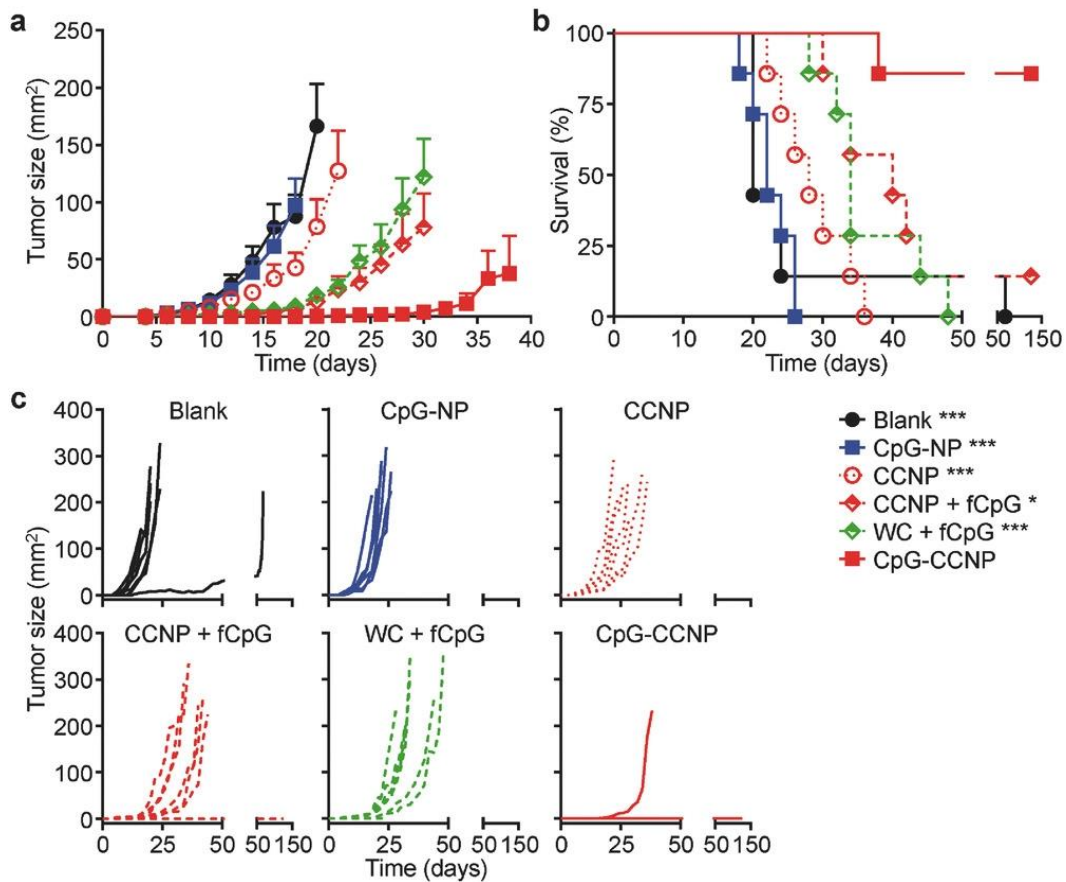 a
250
200
150
100
50
0
Tumor size (mm²)
0 5 10 15 20 25 30 35 40
Time (days)
b
100
75
50
25
0
Survival (%)
0 10 20 30 40 50 50 150
Time (days)
c
Blank
CpG-NP
CCNP
400
300
200
100
0
CCNP + fCpG
WC + fCpG
CpG-CCNP
400
300
200
100
0
Tumor size (mm²)
0 25 50 50 150 0 25 50 50 150 0 25 50 50 150
Time (days)
Blank ***
CpG-NP ***
CCNP ***
CCNP + fCpG *
WC + fCpG ***
CpG-CCNP